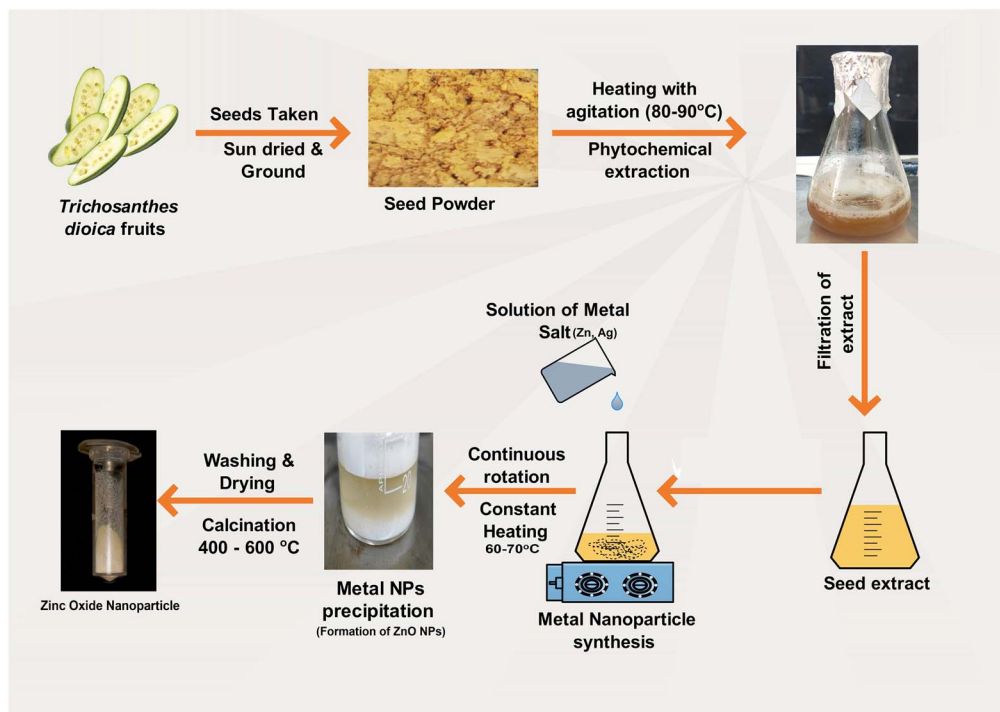 Seeds Taken
Sun dried &
Ground
Trichosanthes
dioica fruits
Seed Powder
Heating with
agitation (80-90°C)
Phytochemical
extraction
Filtration of
extract
Solution of Metal
Salt (Zn, Ag)
Seed extract
Metal Nanoparticle
synthesis
Continuous
rotation
Constant
Heating
60-70°C
Metal NPs
precipitation
(Formation of ZnO NPs)
Washing &
Drying
Calcination
400 - 600 °C
Zinc Oxide Nanoparticle